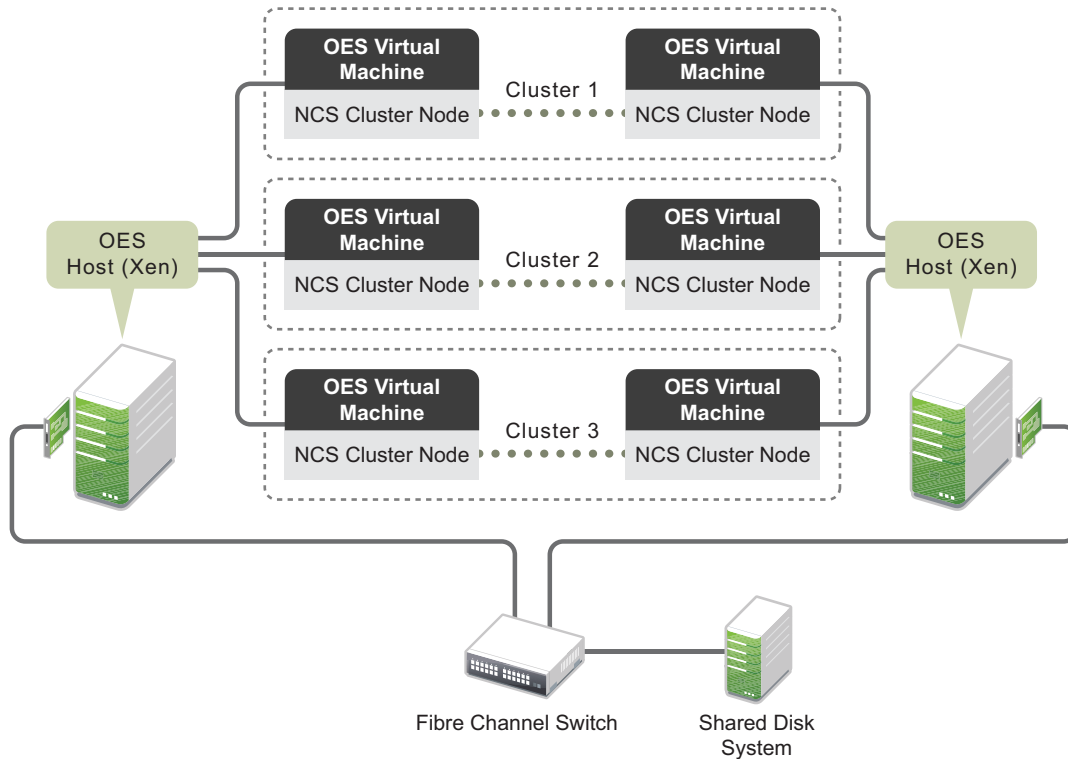 OES Virtual
Machine
NCS Cluster Node
Cluster 1
OES Virtual
Machine
NCS Cluster Node
OES
Host (Xen)
OES Virtual
Machine
NCS Cluster Node
Cluster 2
OES Virtual
Machine
NCS Cluster Node
OES
Host (Xen)
OES Virtual
Machine
NCS Cluster Node
Cluster 3
OES Virtual
Machine
NCS Cluster Node
Fibre Channel Switch
Shared Disk
System